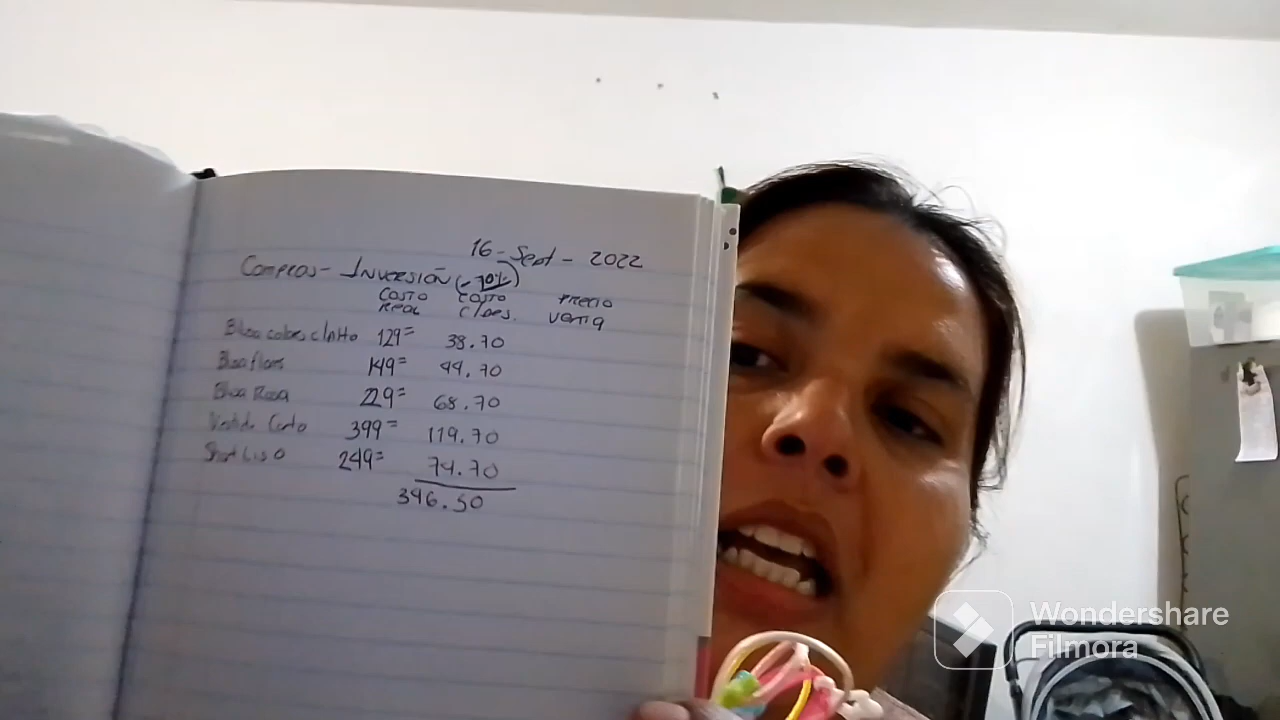 16-Sept-2022
Compras-INVERSIÓN (-70%)
COSTO COSTO PRECIO
REAL venta
Blusa colores 129= 38.70
Blusa flores 149= 44.70
Blusa Rosa 229= 68.70
Vestido Corto 399= 119.70
Short Liso 249= 74.70
346.50
Wondershare
Filmora